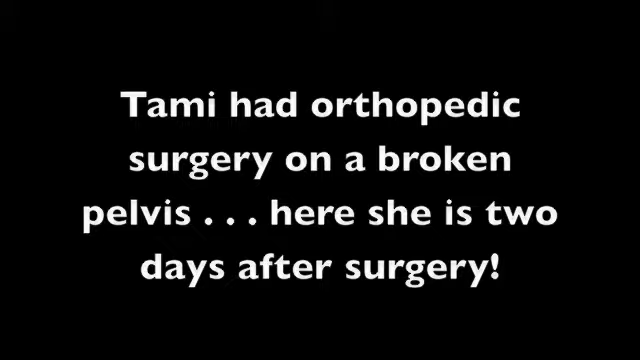 Tami had orthopedic
surgery on a broken
pelvis . . . here she is two
days after surgery!